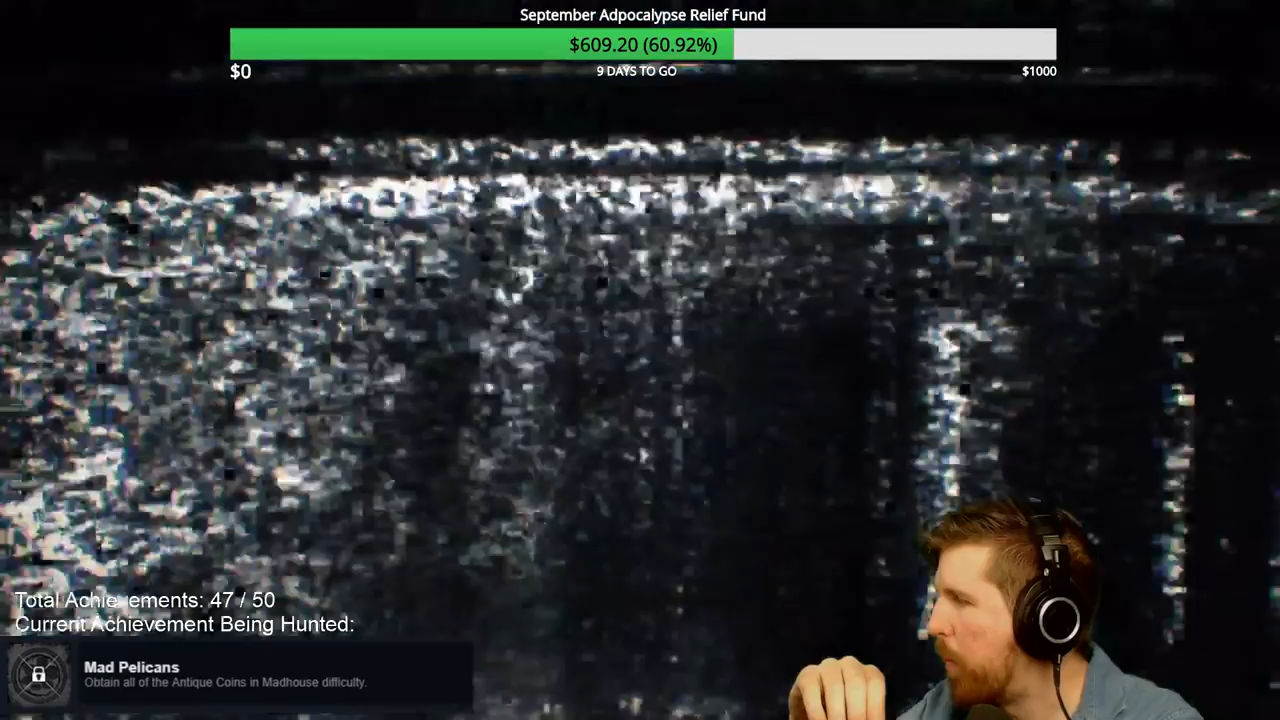 September Adpocalypse Relief Fund
$609.20 (60.92%)
$0
9 DAYS TO GO
$1000
Total Achievements: 47 / 50
Current Achievement Being Hunted:
Mad Pelicans
Obtain all of the Antique Coins in Madhouse difficulty.